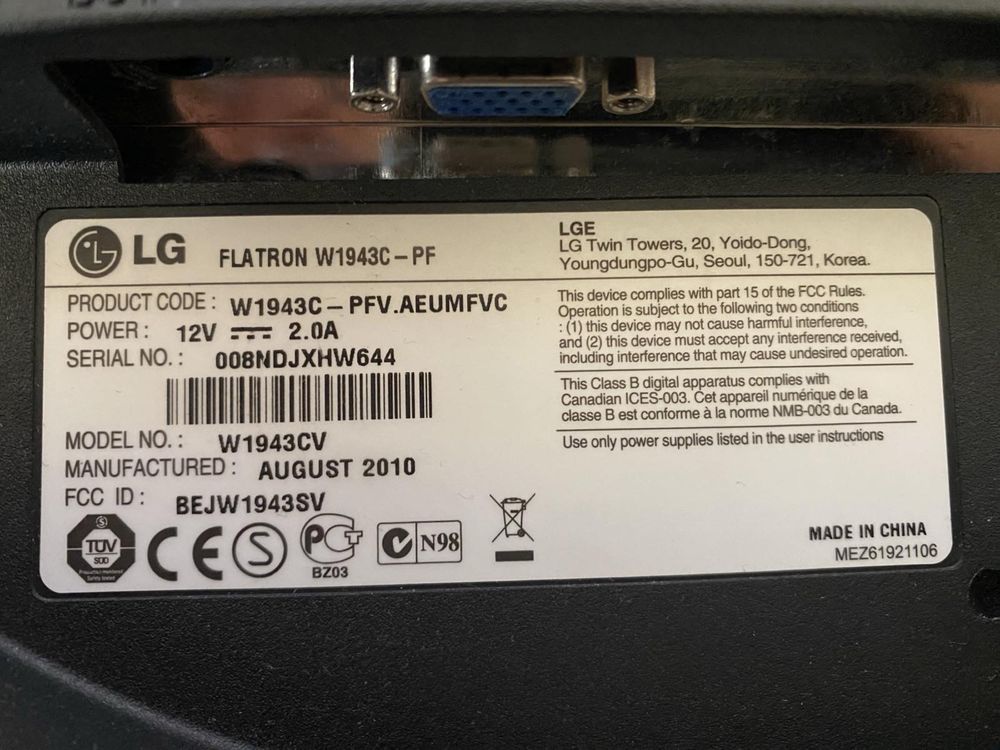 LG FLATRON W1943C-PF
PRODUCT CODE: W1943C-PFV.AEUMFVC
POWER: 12V 2.0A
SERIAL NO.: 008NDJXHW644
MODEL NO.: W1943CV
MANUFACTURED: AUGUST 2010
FCC ID: BEJW1943SV
TÜV
SÜD
CE
S
PCT
BZ03
N98
LGE
LG Twin Towers, 20, Yoido-Dong,
Youngdungpo-Gu, Seoul, 150-721, Korea.
This device complies with part 15 of the FCC Rules.
Operation is subject to the following two conditions
: (1) this device may not cause harmful interference,
and (2) this device must accept any interference received,
including interference that may cause undesired operation.
This Class B digital apparatus complies with
Canadian ICES-003. Cet appareil numérique de la
classe B est conforme à la norme NMB-003 du Canada.
Use only power supplies listed in the user instructions
MADE IN CHINA
MEZ61921106